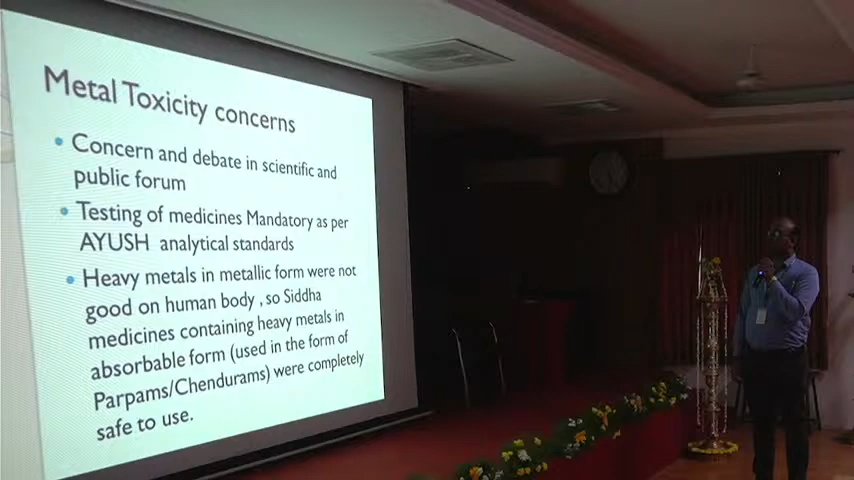 Metal Toxicity concerns
Concern and debate in scientific and
public forum
Testing of medicines Mandatory as per
AYUSH analytical standards
Heavy metals in metallic form were not
good on human body , so Siddha
medicines containing heavy metals in
absorbable form (used in the form of
Parpams/Chendurams) were completely
safe to use.